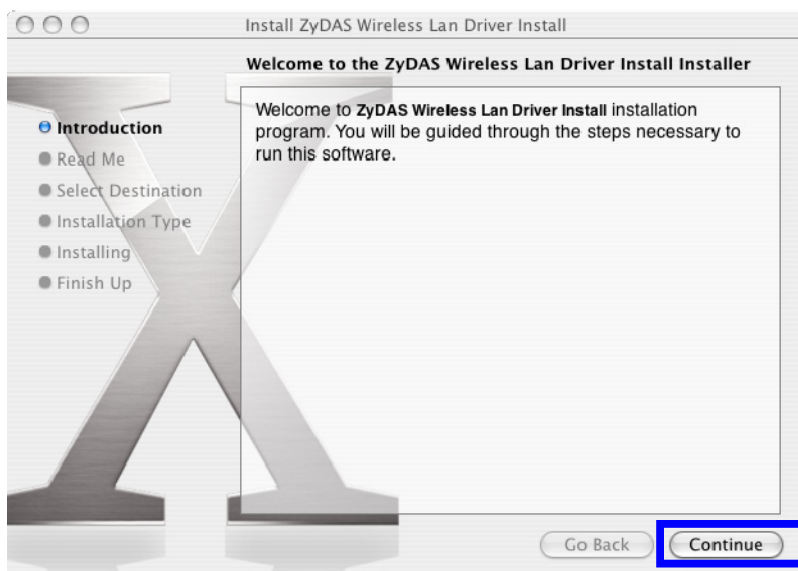 Install ZyDAS Wireless Lan Driver Install
Welcome to the ZyDAS Wireless Lan Driver Install Installer
Introduction
Read Me
Select Destination
Installation Type
Installing
Finish Up
Welcome to ZyDAS Wireless Lan Driver Install installation
program. You will be guided through the steps necessary to
run this software.
Go Back
Continue